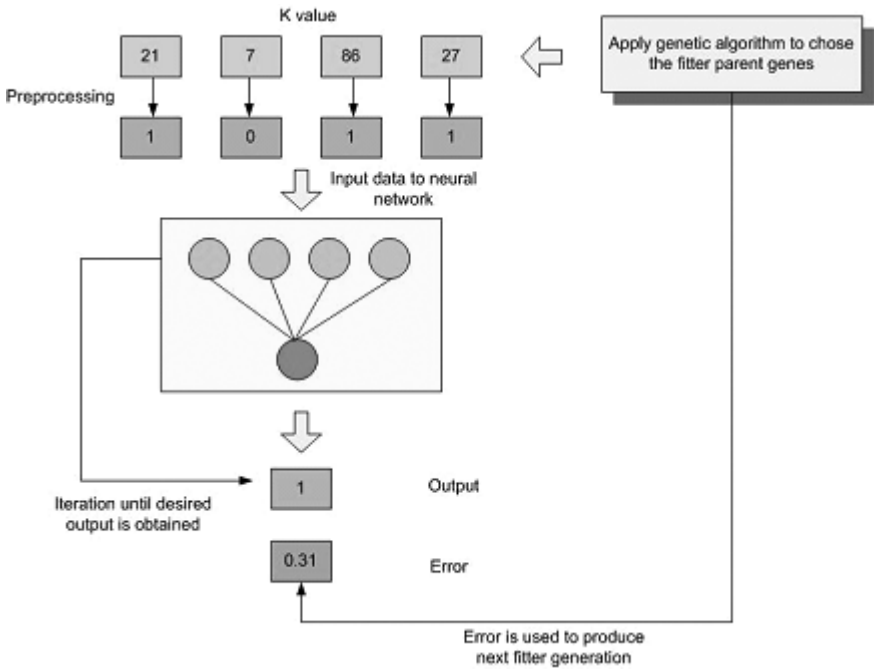 K value
Apply genetic algorithm to chose
the fitter parent genes
21 7 86 27
Preprocessing
1 0 1 1
Input data to neural
network
1
Output
Iteration until desired
output is obtained
0.31
Error
Error is used to produce
next fitter generation